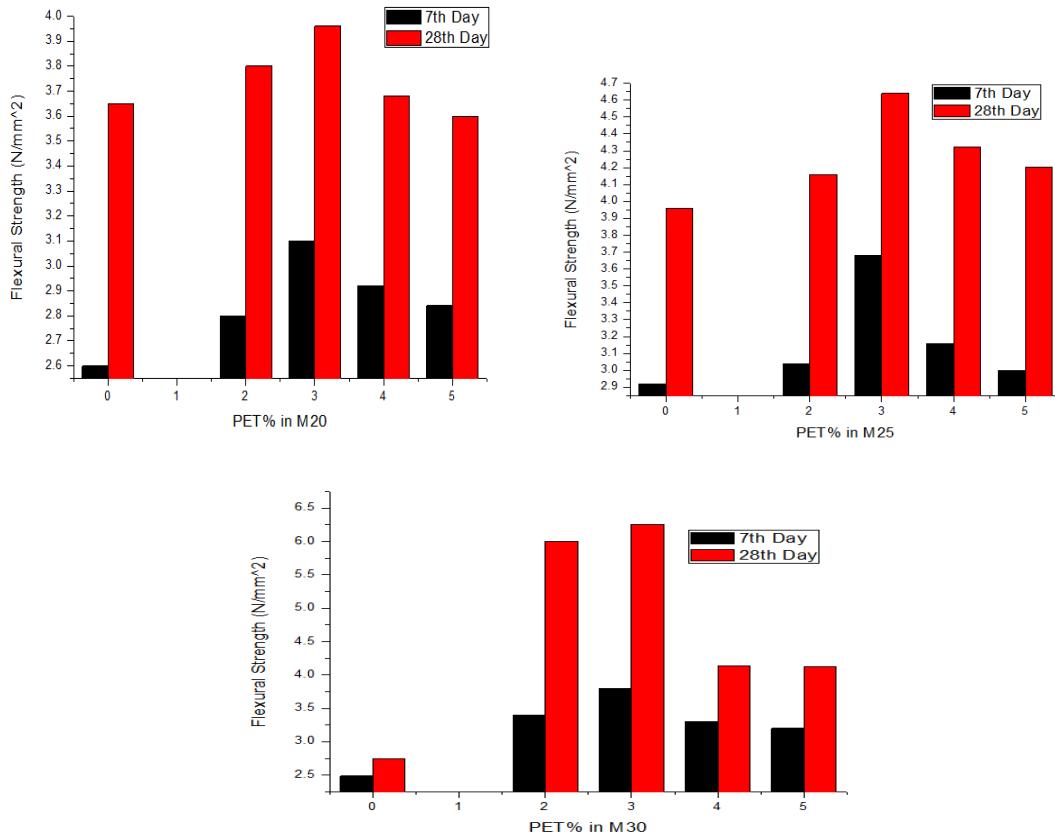 4.0
3.9
3.8
3.7
3.6
3.5
3.4
3.3
3.2
3.1
3.0
2.9
2.8
2.7
2.6
Flexural Strength (N/mm^2)
7th Day
28th Day
0 1 2 3 4 5
PET% in M20
4.7
4.6
4.5
4.4
4.3
4.2
4.1
4.0
3.9
3.8
3.7
3.6
3.5
3.4
3.3
3.2
3.1
3.0
2.9
Flexural Strength (N/mm^2)
7th Day
28th Day
0 1 2 3 4 5
PET% in M25
6.5
6.0
5.5
5.0
4.5
4.0
3.5
3.0
2.5
Flexural Strength (N/mm^2)
7th Day
28th Day
0 1 2 3 4 5
PET% in M30